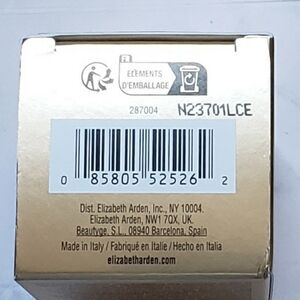 ÉLÉMENTS
D'EMBALLAGE
287004
N23701LCE
0 85805 52526 2
Dist. Elizabeth Arden, Inc., NY 10004.
Elizabeth Arden, NW1 7QX, UK.
Beautyge, S.L., 08940 Barcelona, Spain
Made in Italy / Fabriqué en Italie / Hecho en Italia
elizabetharden.com